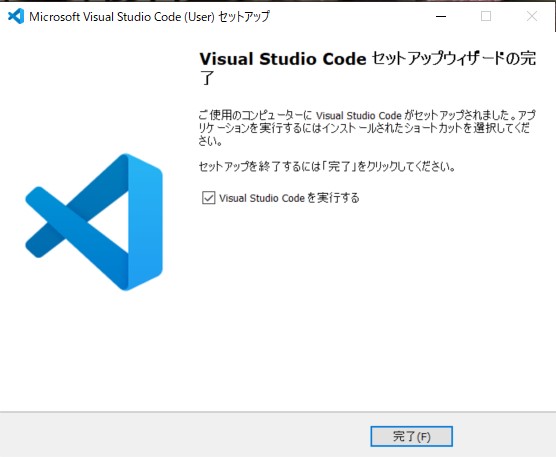 Microsoft Visual Studio Code (User) セットアップ
Visual Studio Code セットアップウィザードの完
了
ご使用のコンピューターに Visual Studio Code がセットアップされました。アプ
リケーションを実行するにはインストールされたショートカットを選択してくだ
さい。
セットアップを終了するには「完了」をクリックしてください。
Visual Studio Code を実行する
完了(F)